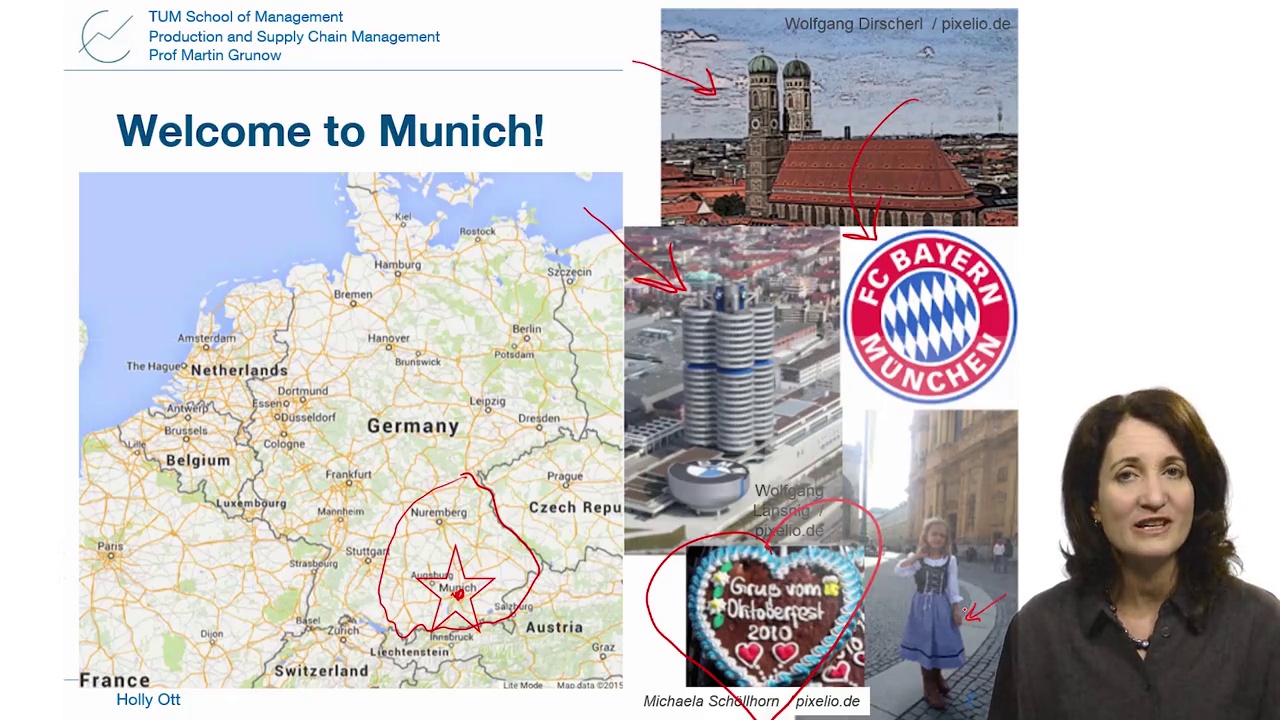 TUM School of Management
Production and Supply Chain Management
Prof Martin Grunow
Wolfgang Dirscherl / pixelio.de
Welcome to Munich!
Kiel
Rostock
Hamburg
Szczecin
Bremen
Berlin
Amsterdam
Hanover
Potsdam
Brunswick
The Hague
Netherlands
Dortmund
Essen
Leipzig
Antwerp
Düsseldorf
Dresden
Germany
Brussels
Cologne
Lille
Belgium
Frankfurt
Prague
Luxembourg
Czech Repu
Mannheim
Nuremberg
Paris
Stuttgart
Strasbourg
Augsburg
Munich
Salzburg
Basel
Austria
Zürich
Dijon
Innsbruck
Liechtenstein
Graz
Switzerland
France
Lite Mode
Map data ©2015
FC BAYERN
MÜNCHEN
Wolfgang
Lansnig /
pixelio.de
Gruß vom
Oktoberfest
2010
Michaela Schöllhorn / pixelio.de
Holly Ott